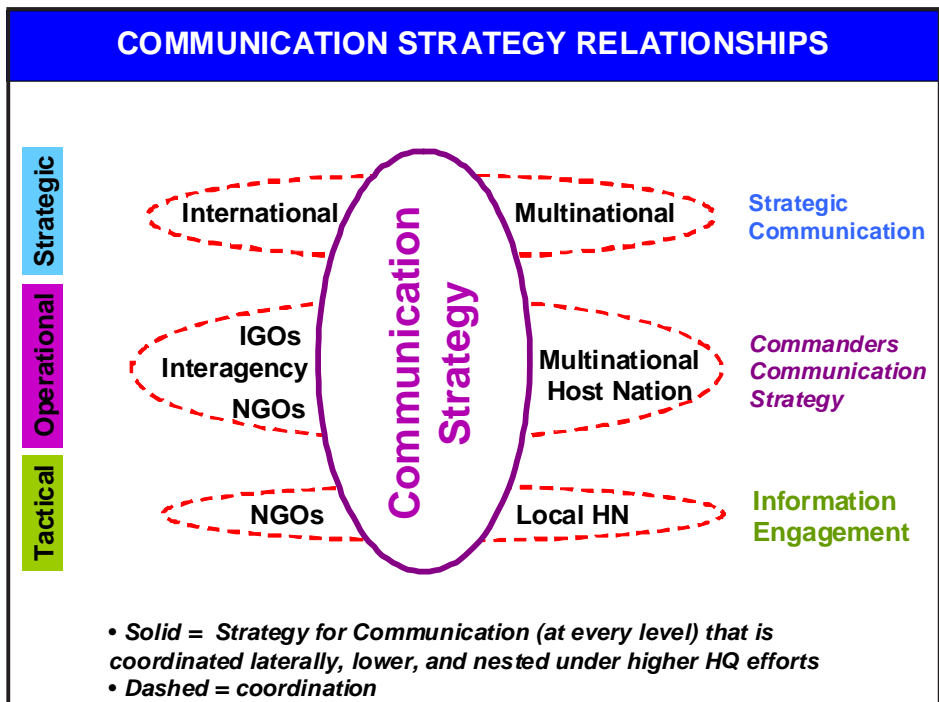 COMMUNICATION STRATEGY RELATIONSHIPS
Strategic
International
Multinational
Strategic
Communication
Communication
Strategy
Operational
IGOs
Interagency
NGOs
Multinational
Host Nation
Commanders
Communication
Strategy
Tactical
NGOs
Local HN
Information
Engagement
• Solid = Strategy for Communication (at every level) that is
coordinated laterally, lower, and nested under higher HQ efforts
• Dashed = coordination